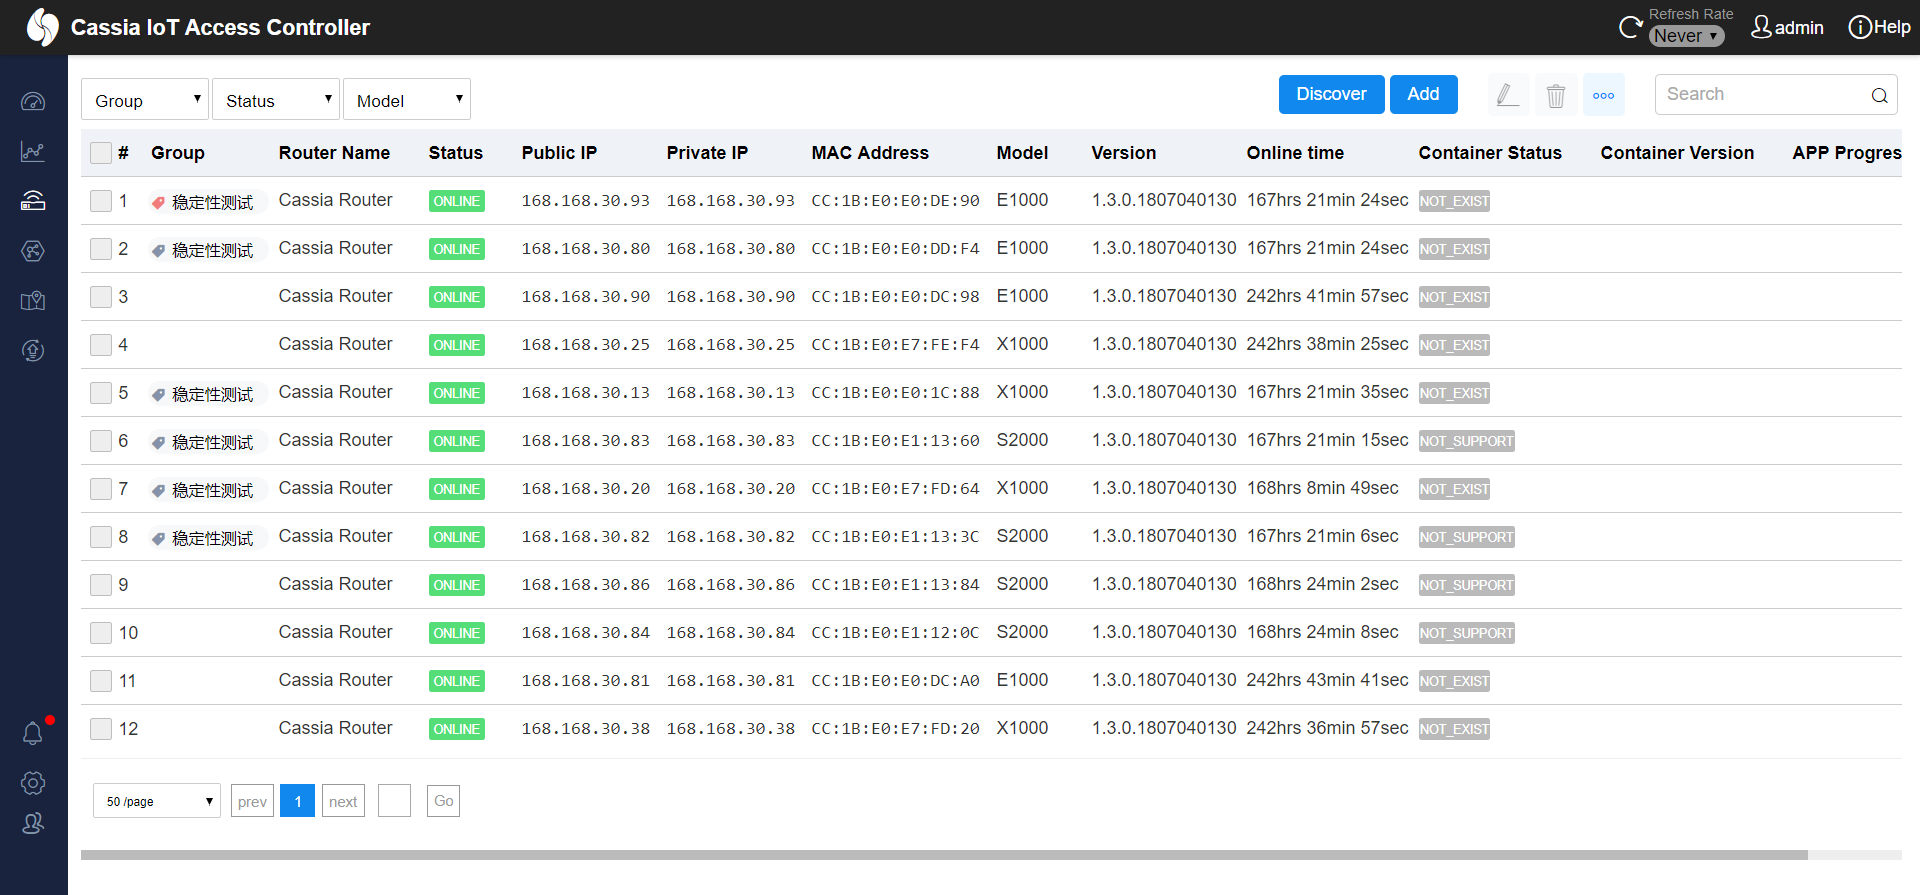 Cassia IoT Access Controller
Refresh Rate
Never
admin
Help
Group Status Model Discover Add Search
# Group Router Name Status Public IP Private IP MAC Address Model Version Online time Container Status Container Version APP Progres
1 稳定性测试 Cassia Router ONLINE 168.168.30.93 168.168.30.93 CC:1B:E0:E0:DE:90 E1000 1.3.0.1807040130 167hrs 21min 24sec NOT_EXIST
2 稳定性测试 Cassia Router ONLINE 168.168.30.80 168.168.30.80 CC:1B:E0:E0:DD:F4 E1000 1.3.0.1807040130 167hrs 21min 24sec NOT_EXIST
3 Cassia Router ONLINE 168.168.30.90 168.168.30.90 CC:1B:E0:E0:DC:98 E1000 1.3.0.1807040130 242hrs 41min 57sec NOT_EXIST
4 Cassia Router ONLINE 168.168.30.25 168.168.30.25 CC:1B:E0:E7:FE:F4 X1000 1.3.0.1807040130 242hrs 38min 25sec NOT_EXIST
5 稳定性测试 Cassia Router ONLINE 168.168.30.13 168.168.30.13 CC:1B:E0:E0:1C:88 X1000 1.3.0.1807040130 167hrs 21min 35sec NOT_EXIST
6 稳定性测试 Cassia Router ONLINE 168.168.30.83 168.168.30.83 CC:1B:E0:E1:13:60 S2000 1.3.0.1807040130 167hrs 21min 15sec NOT_SUPPORT
7 稳定性测试 Cassia Router ONLINE 168.168.30.20 168.168.30.20 CC:1B:E0:E7:FD:64 X1000 1.3.0.1807040130 168hrs 8min 49sec NOT_EXIST
8 稳定性测试 Cassia Router ONLINE 168.168.30.82 168.168.30.82 CC:1B:E0:E1:13:3C S2000 1.3.0.1807040130 167hrs 21min 6sec NOT_SUPPORT
9 Cassia Router ONLINE 168.168.30.86 168.168.30.86 CC:1B:E0:E1:13:84 S2000 1.3.0.1807040130 168hrs 24min 2sec NOT_SUPPORT
10 Cassia Router ONLINE 168.168.30.84 168.168.30.84 CC:1B:E0:E1:12:0C S2000 1.3.0.1807040130 168hrs 24min 8sec NOT_SUPPORT
11 Cassia Router ONLINE 168.168.30.81 168.168.30.81 CC:1B:E0:E0:DC:A0 E1000 1.3.0.1807040130 242hrs 43min 41sec NOT_EXIST
12 Cassia Router ONLINE 168.168.30.38 168.168.30.38 CC:1B:E0:E7:FD:20 X1000 1.3.0.1807040130 242hrs 36min 57sec NOT_EXIST
50 /page prev 1 next Go